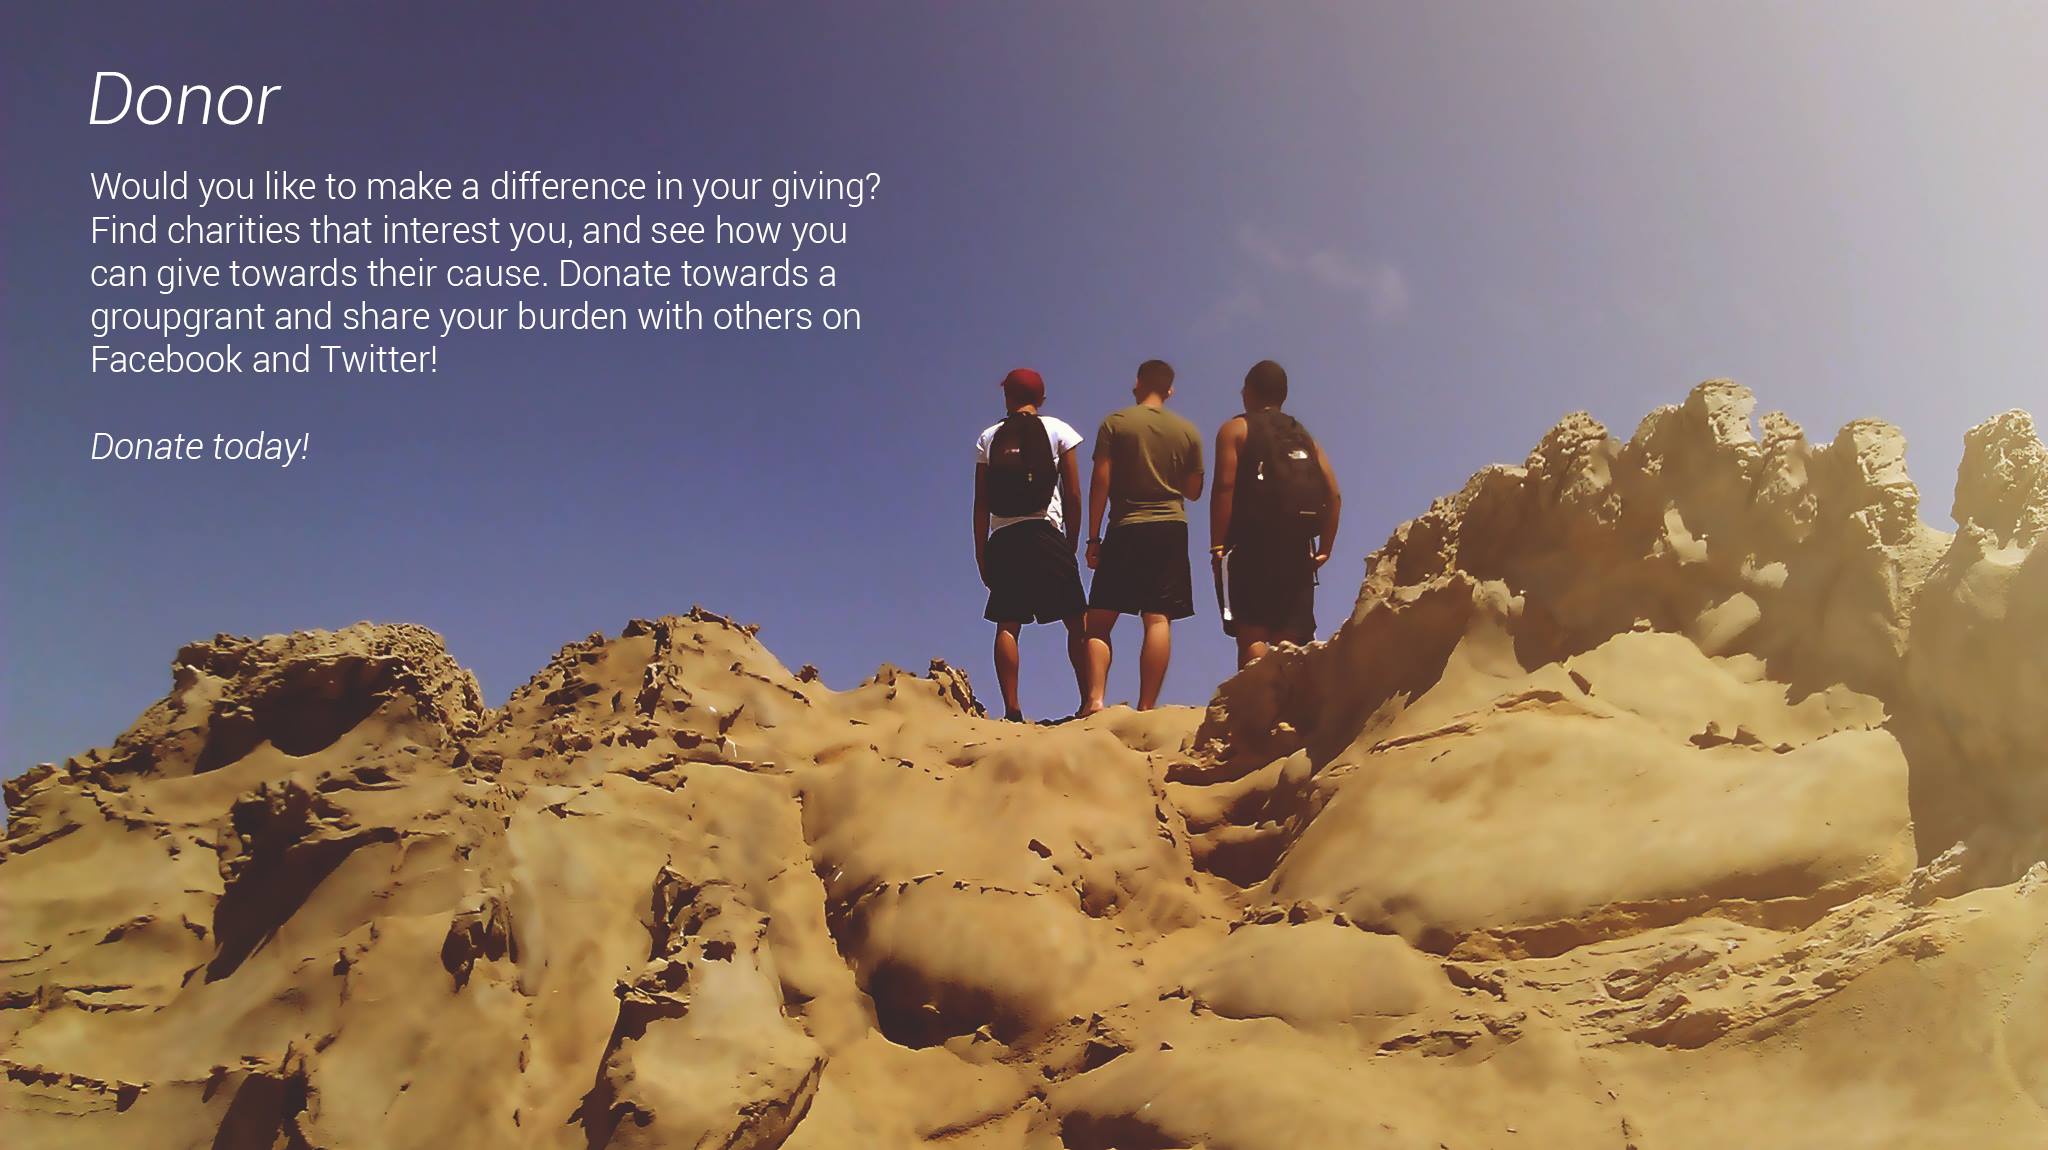 Donor
Would you like to make a difference in your giving?
Find charities that interest you, and see how you
can give towards their cause. Donate towards a
groupgrant and share your burden with others on
Facebook and Twitter!
Donate today!